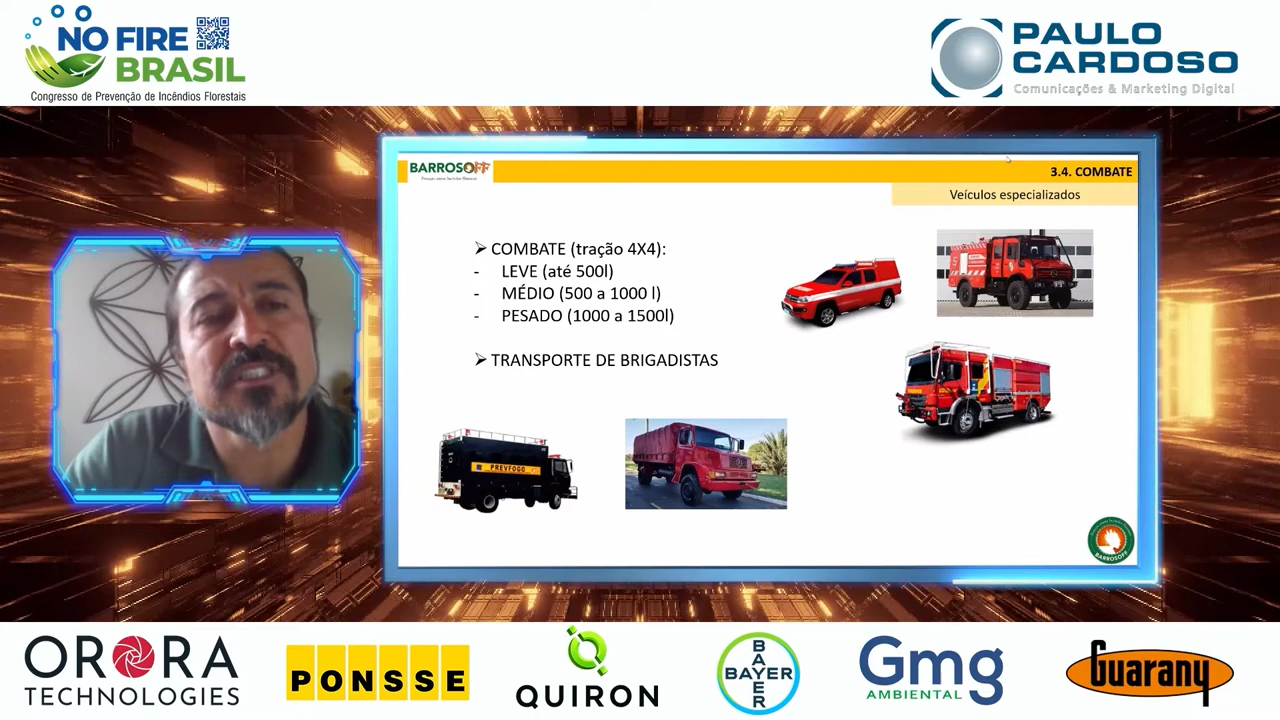 NO FIRE
BRASIL
Congresso de Prevenção de Incêndios Florestais
PAULO
CARDOSO
Comunicações & Marketing Digital
BARROSOFF
3.4. COMBATE
Veículos especializados
➤ COMBATE (tração 4X4):
- LEVE (até 500l)
- MÉDIO (500 a 1000 l)
- PESADO (1000 a 1500l)
➤ TRANSPORTE DE BRIGADISTAS
PREVFOGO
BARROSOFF
ORORA
TECHNOLOGIES
PONSSE
QUIRON
BAYER
BAYER
Gmg
AMBIENTAL
Guarany